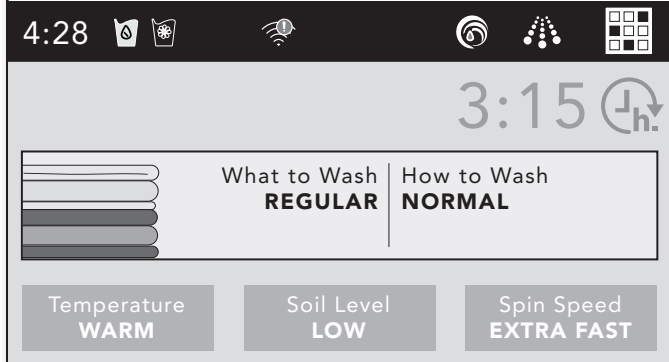 4:28
3:15 h.
What to Wash
REGULAR
How to Wash
NORMAL
Temperature
WARM
Soil Level
LOW
Spin Speed
EXTRA FAST